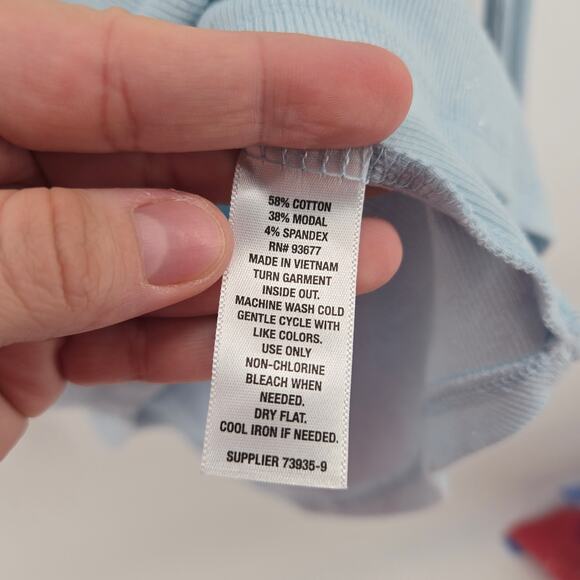 58% COTTON
38% MODAL
4% SPANDEX
RN# 93677
MADE IN VIETNAM
TURN GARMENT
INSIDE OUT.
MACHINE WASH COLD
GENTLE CYCLE WITH
LIKE COLORS.
USE ONLY
NON-CHLORINE
BLEACH WHEN
NEEDED.
DRY FLAT.
COOL IRON IF NEEDED.
SUPPLIER 73935-9